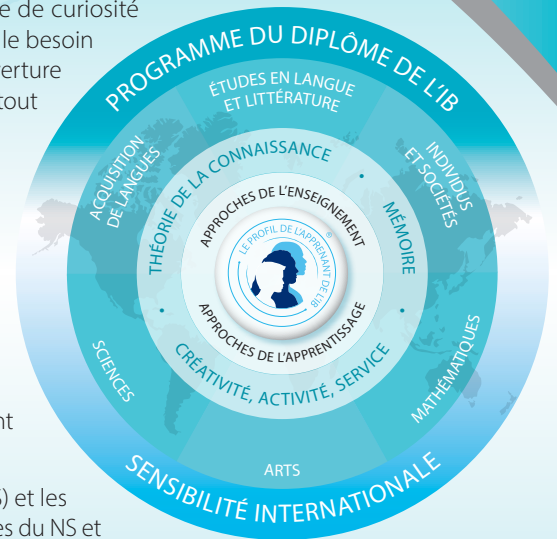 e de curiosité
le besoin
erture
tout
PROGRAMME DU DIPLÔME DE L'IB
ÉTUDES EN LANGUE
ET LITTÉRATURE
ACQUISITION
DE LANGUES
INDIVIDUS
ET SOCIÉTÉS
THÉORIE DE LA CONNAISSANCE
MÉMOIRE
APPROCHES DE L'ENSEIGNEMENT
LE PROFIL DE L'APPRENANT DE L'IB
®
APPROCHES DE L'APPRENTISSAGE
CRÉATIVITÉ, ACTIVITÉ, SERVICE
SCIENCES
MATHÉMATIQUES
ARTS
SENSIBILITÉ INTERNATIONALE
nt
) et les
es du NS et